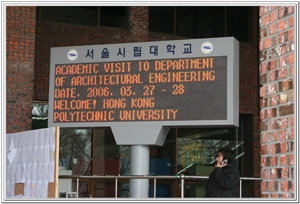 서울시립대학교
ACADEMIC VISIT TO DEPARTMENT
OF ARCHITECTURAL ENGINEERING
DATE. 2006. 03. 27 - 28
WELCOME! HONG KONG
POLYTECHNIC UNIVERSITY